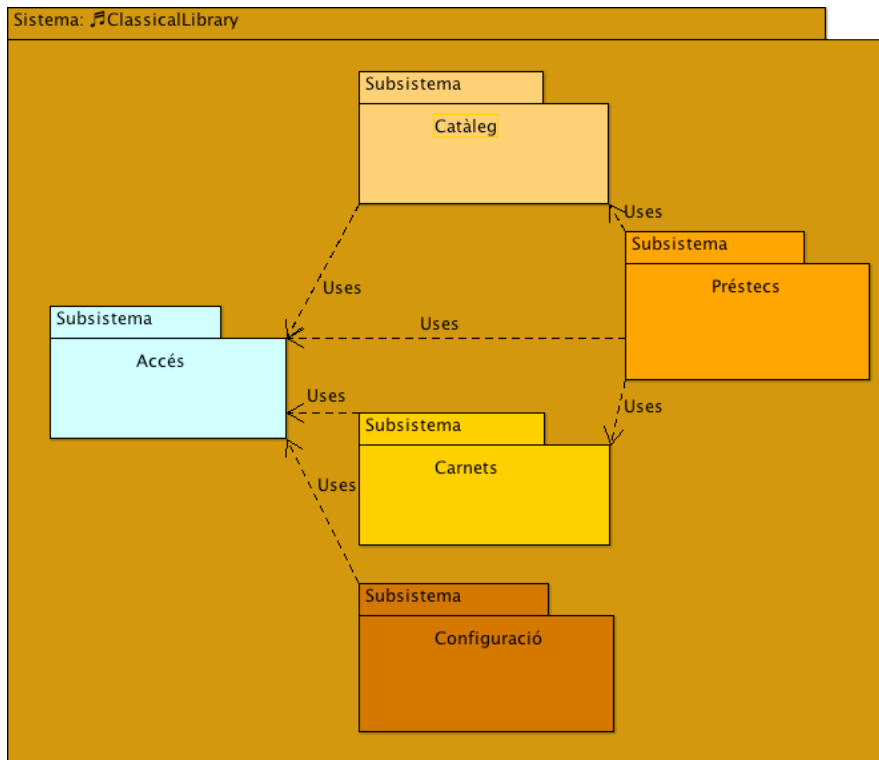 Sistema: 🎵ClassicalLibrary
Subsistema
Catàleg
Uses
Subsistema
Préstecs
Uses
Uses
Subsistema
Accés
Uses
Uses
Subsistema
Carnets
Uses
Subsistema
Configuració